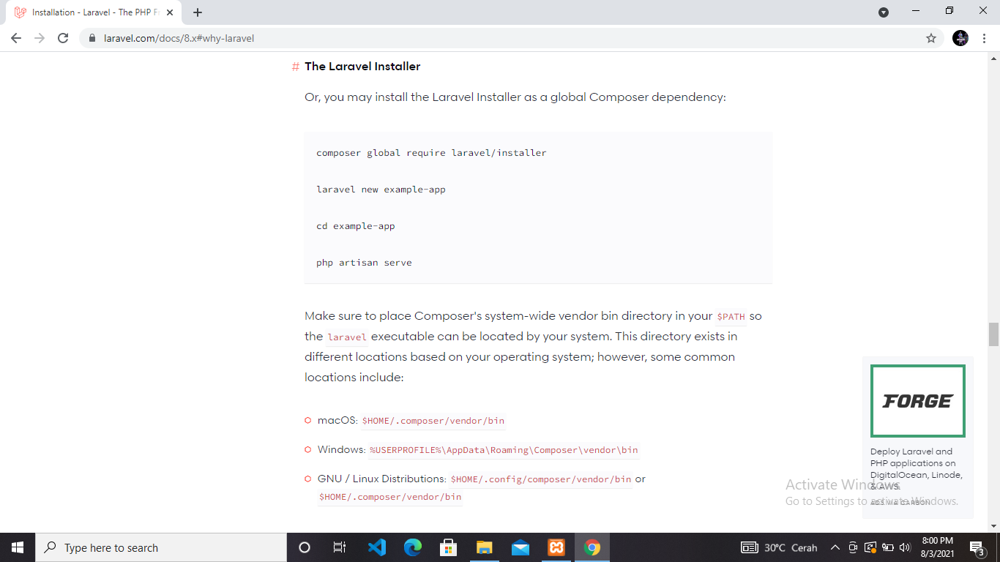 Installation - Laravel - The PHP Fr
laravel.com/docs/8.x#why-laravel
# The Laravel Installer
Or, you may install the Laravel Installer as a global Composer dependency:
composer global require laravel/installer
laravel new example-app
cd example-app
php artisan serve
Make sure to place Composer's system-wide vendor bin directory in your $PATH so
the laravel executable can be located by your system. This directory exists in
different locations based on your operating system; however, some common
locations include:
macOS: $HOME/.composer/vendor/bin
Windows: %USERPROFILE%\AppData\Roaming\Composer\vendor\bin
GNU / Linux Distributions: $HOME/.config/composer/vendor/bin or
$HOME/.composer/vendor/bin
FORGE
Deploy Laravel and
PHP applications on
DigitalOcean, Linode,
& AWS.
ADS VIA CARBON
Activate Windows
Go to Settings to activate Windows.
Type here to search
30°C Cerah
8:00 PM
8/3/2021
3